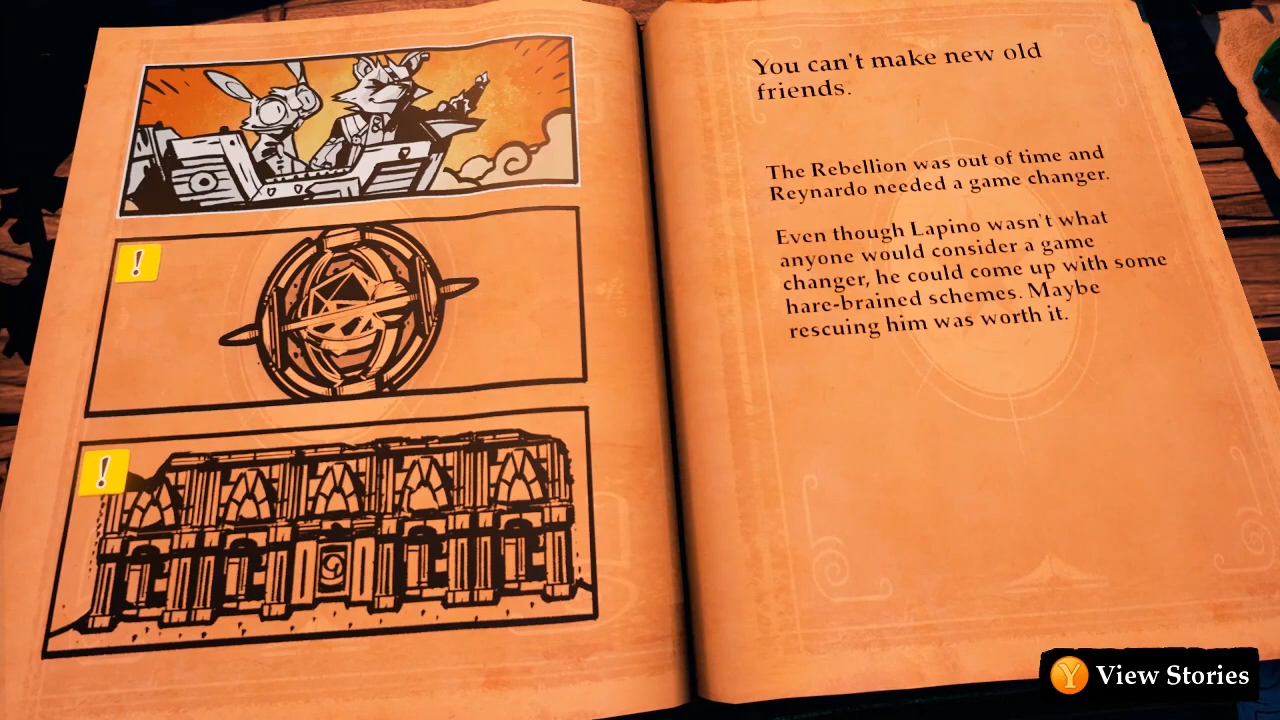 You can't make new old
friends.
The Rebellion was out of time and
Reynardo needed a game changer.
Even though Lapino wasn't what
anyone would consider a game
changer, he could come up with some
hare-brained schemes. Maybe
rescuing him was worth it.
!
!
Y View Stories